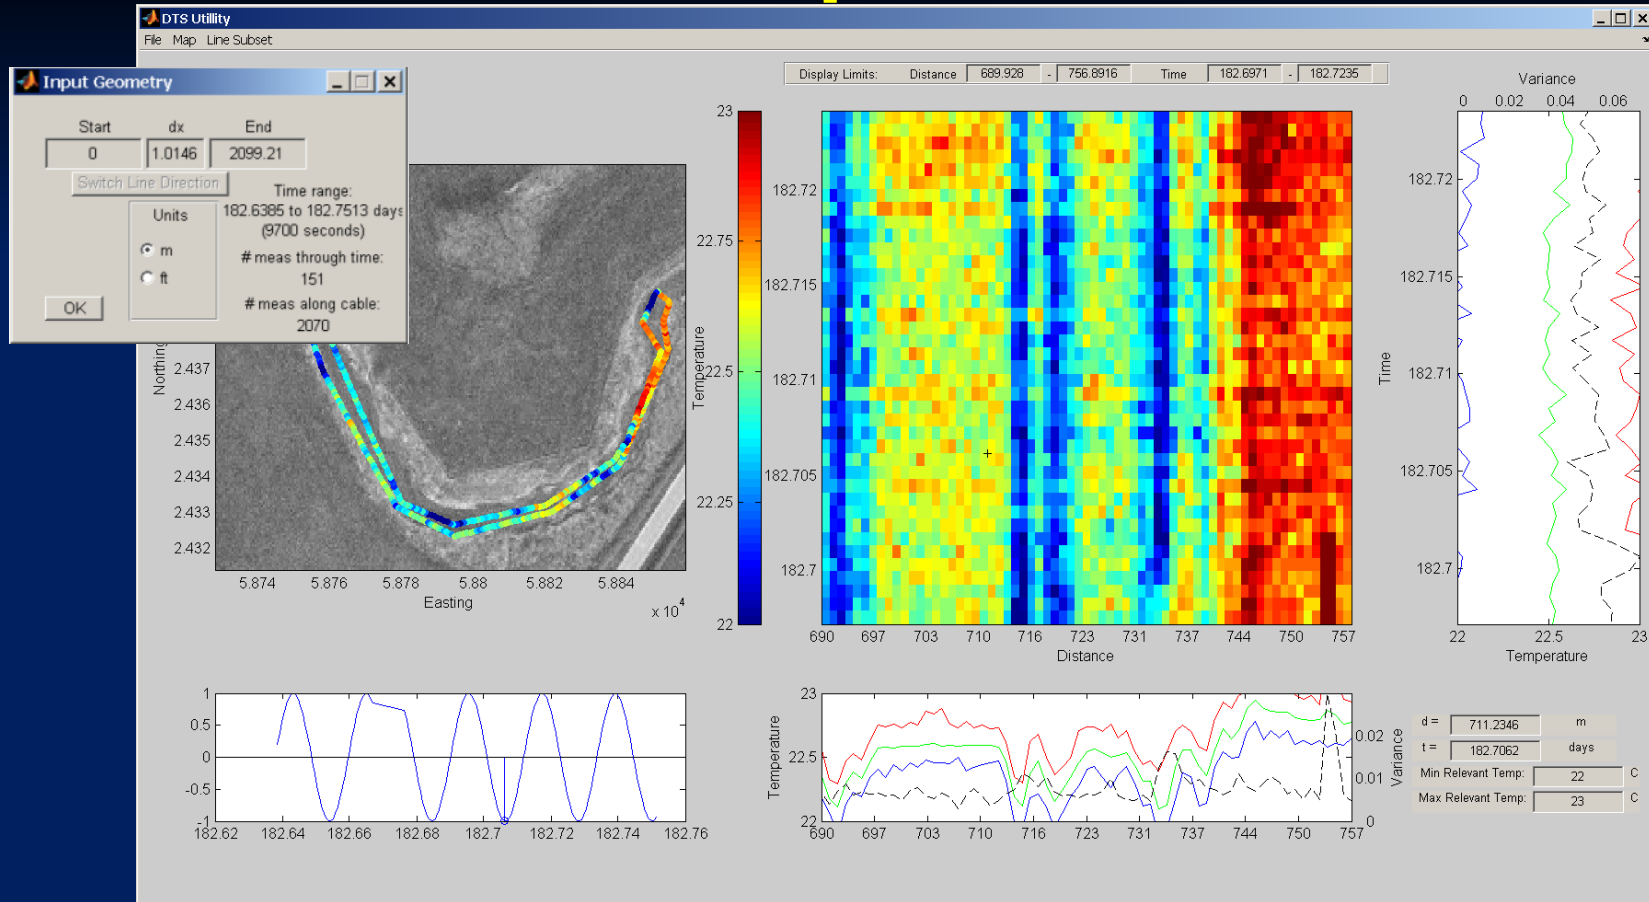 DTS Utillity
File Map Line Subset
Input Geometry
Start dx End
0 1.0146 2099.21
Switch Line Direction
Units
m
ft
OK
Time range:
182.6385 to 182.7513 days
(9700 seconds)
# meas through time:
151
# meas along cable:
2070
Display Limits: Distance 689.928 - 756.8916 Time 182.6971 - 182.7235
Northing
2.437
2.436
2.435
2.434
2.433
2.432
5.874 5.876 5.878 5.88 5.882 5.884
Easting
x 10^4
23
22.75
22.5
22.25
22
Temperature
182.72
182.715
182.71
182.705
182.7
690 697 703 710 716 723 731 737 744 750 757
Distance
Variance
0 0.02 0.04 0.06
Time
182.72
182.715
182.71
182.705
182.7
22 22.5 23
Temperature
1
0.5
0
-0.5
-1
182.62 182.64 182.66 182.68 182.7 182.72 182.74 182.76
Temperature
23
22.5
22
690 697 703 710 716 723 731 737 744 750 757
0.02
0.01
0
Variance
d = 711.2346 m
t = 182.7062 days
Min Relevant Temp: 22 C
Max Relevant Temp: 23 C